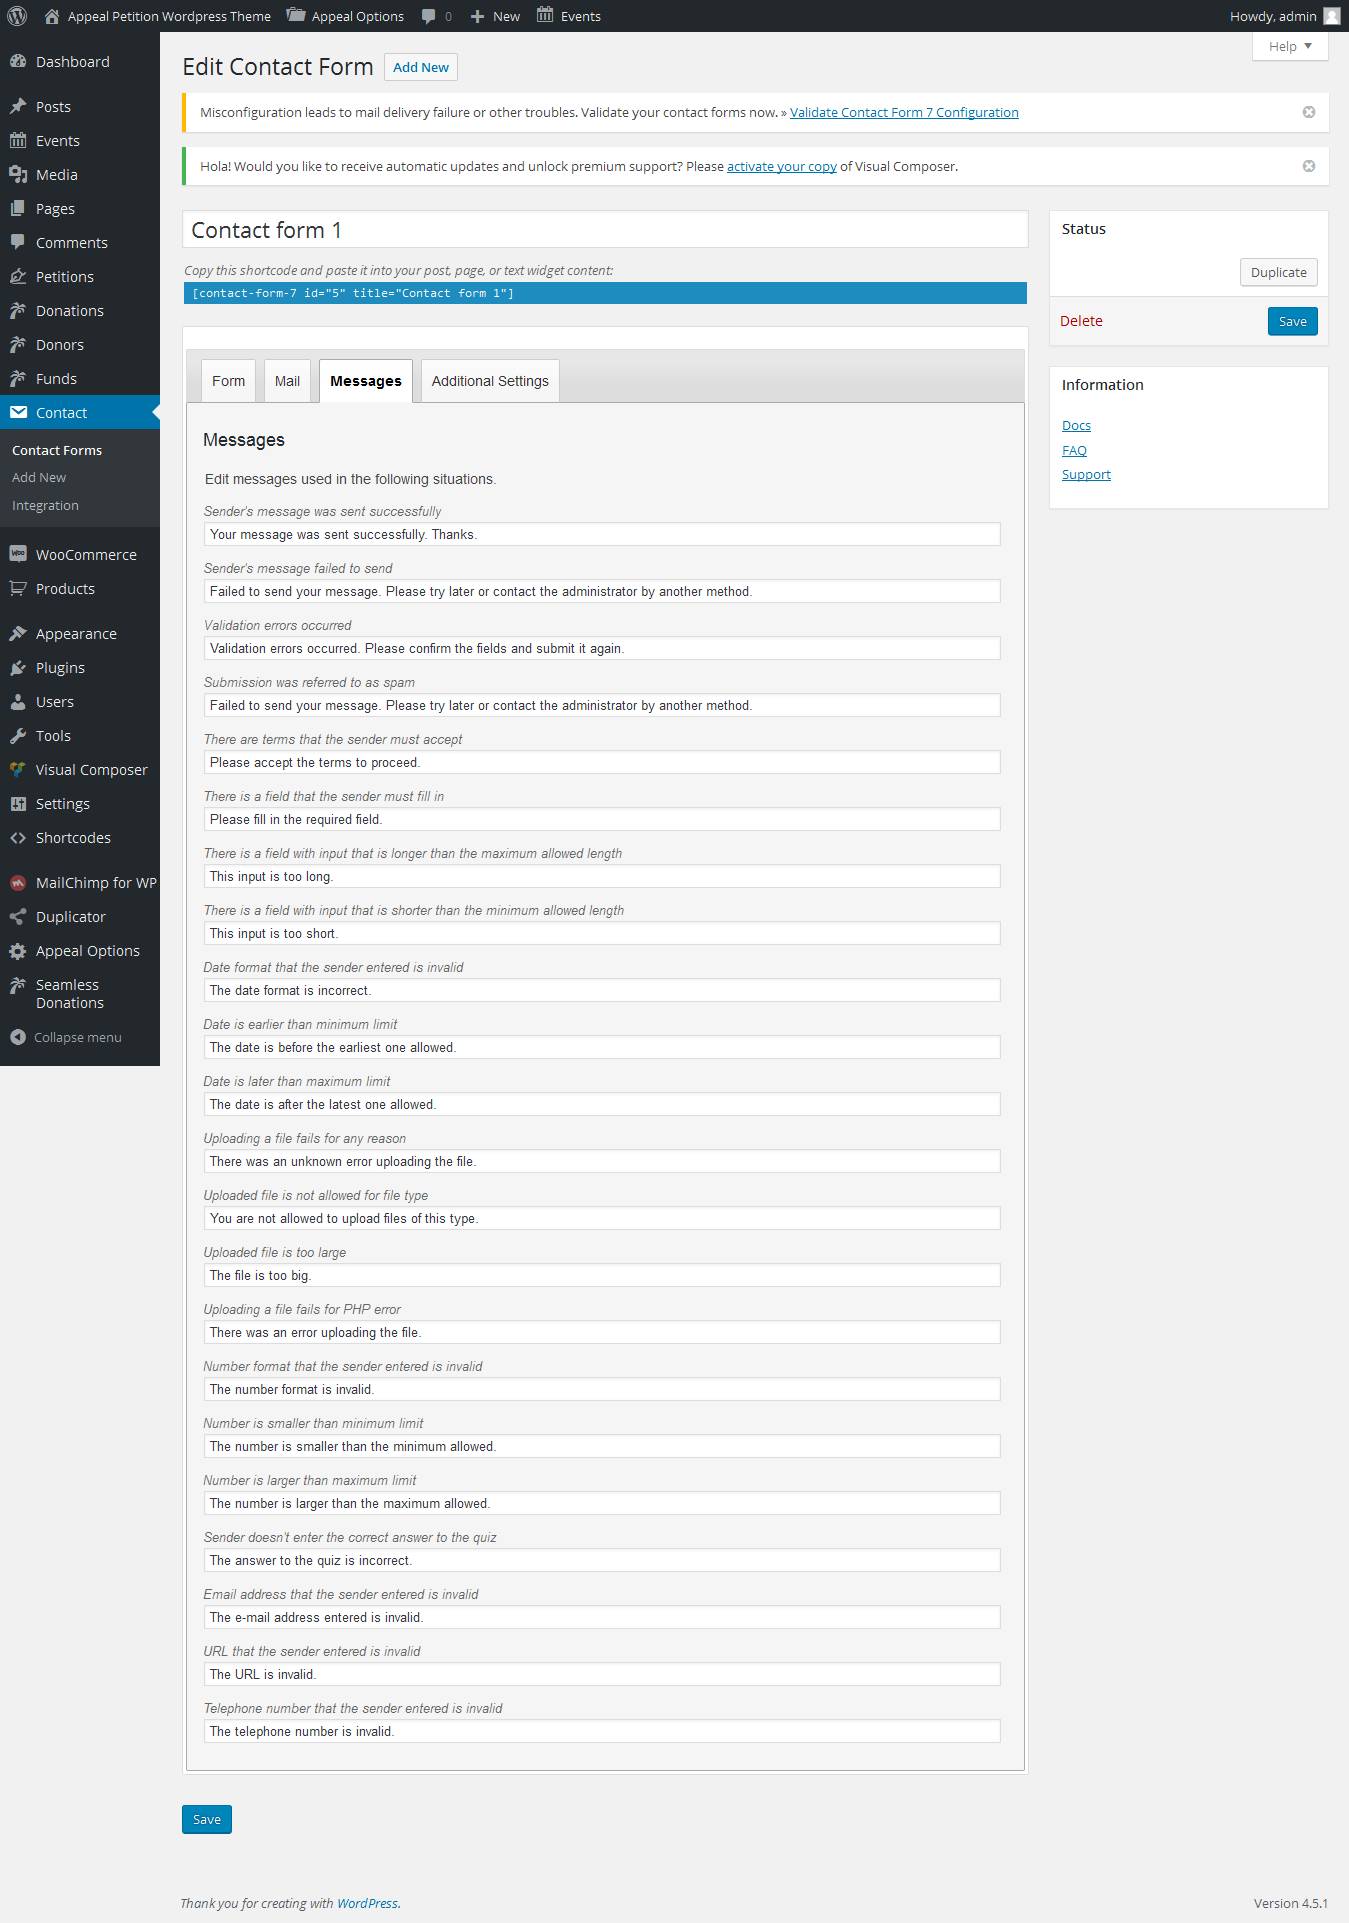 Appeal Petition Wordpress Theme Appeal Options 0 New Events Howdy, admin
Help
Dashboard
Posts
Events
Media
Pages
Comments
Petitions
Donations
Donors
Funds
Contact
Contact Forms
Add New
Integration
WooCommerce
Products
Appearance
Plugins
Users
Tools
Visual Composer
Settings
Shortcodes
MailChimp for WP
Duplicator
Appeal Options
Seamless
Donations
Collapse menu
Edit Contact Form Add New
Misconfiguration leads to mail delivery failure or other troubles. Validate your contact forms now. » Validate Contact Form 7 Configuration
Hola! Would you like to receive automatic updates and unlock premium support? Please activate your copy of Visual Composer.
Contact form 1
Copy this shortcode and paste it into your post, page, or text widget content:
[contact-form-7 id="5" title="Contact form 1"]
Form Mail Messages Additional Settings
Messages
Edit messages used in the following situations.
Sender's message was sent successfully
Your message was sent successfully. Thanks.
Sender's message failed to send
Failed to send your message. Please try later or contact the administrator by another method.
Validation errors occurred
Validation errors occurred. Please confirm the fields and submit it again.
Submission was referred to as spam
Failed to send your message. Please try later or contact the administrator by another method.
There are terms that the sender must accept
Please accept the terms to proceed.
There is a field that the sender must fill in
Please fill in the required field.
There is a field with input that is longer than the maximum allowed length
This input is too long.
There is a field with input that is shorter than the minimum allowed length
This input is too short.
Date format that the sender entered is invalid
The date format is incorrect.
Date is earlier than minimum limit
The date is before the earliest one allowed.
Date is later than maximum limit
The date is after the latest one allowed.
Uploading a file fails for any reason
There was an unknown error uploading the file.
Uploaded file is not allowed for file type
You are not allowed to upload files of this type.
Uploaded file is too large
The file is too big.
Uploading a file fails for PHP error
There was an error uploading the file.
Number format that the sender entered is invalid
The number format is invalid.
Number is smaller than minimum limit
The number is smaller than the minimum allowed.
Number is larger than maximum limit
The number is larger than the maximum allowed.
Sender doesn't enter the correct answer to the quiz
The answer to the quiz is incorrect.
Email address that the sender entered is invalid
The e-mail address entered is invalid.
URL that the sender entered is invalid
The URL is invalid.
Telephone number that the sender entered is invalid
The telephone number is invalid.
Save
Status
Duplicate
Delete Save
Information
Docs
FAQ
Support
Thank you for creating with WordPress. Version 4.5.1